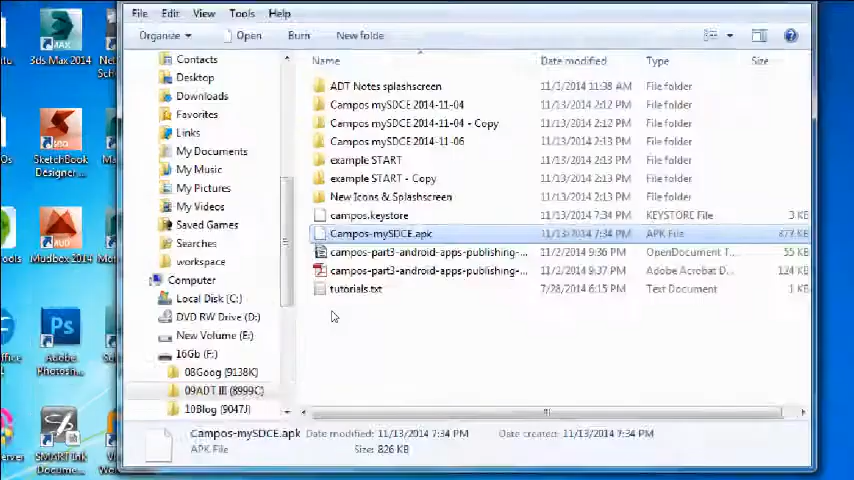 File Edit View Tools Help
Organize Open Burn New folder
Contacts
Desktop
Downloads
Favorites
Links
My Documents
My Music
My Pictures
My Videos
Saved Games
Searches
workspace
Computer
Local Disk (C:)
DVD RW Drive (D:)
New Volume (E:)
16Gb (F:)
08Goog (9138K)
09ADT III (8999C)
10Blog (9047J)
Name Date modified Type Size
ADT Notes splashscreen 11/3/2014 11:38 AM File folder
Campos mySDCE 2014-11-04 11/13/2014 2:12 PM File folder
Campos mySDCE 2014-11-04 - Copy 11/13/2014 2:12 PM File folder
Campos mySDCE 2014-11-06 11/13/2014 2:13 PM File folder
example START 11/13/2014 2:13 PM File folder
example START - Copy 11/13/2014 2:13 PM File folder
New Icons & Splashscreen 11/13/2014 2:13 PM File folder
campos.keystore 11/13/2014 7:34 PM KEYSTORE File 3 KB
Campos-mySDCE.apk 11/13/2014 7:34 PM APK File KB
campos-part3-android-apps-publishing-... 11/2/2014 9:36 PM OpenDocument T... 55 KB
campos-part3-android-apps-publishing-... 11/2/2014 9:37 PM Adobe Acrobat D... 124 KB
tutorials.txt 7/28/2014 6:15 PM Text Document 1 KB
Campos-mySDCE.apk Date modified: 11/13/2014 7:34 PM Date created: 11/13/2014 7:34 PM
APK File Size: 826 KB
3ds Max 2014
SketchBook
Designer ...
Mudbox 2014
Adobe
Photosh...
SMART Ink
Docume...